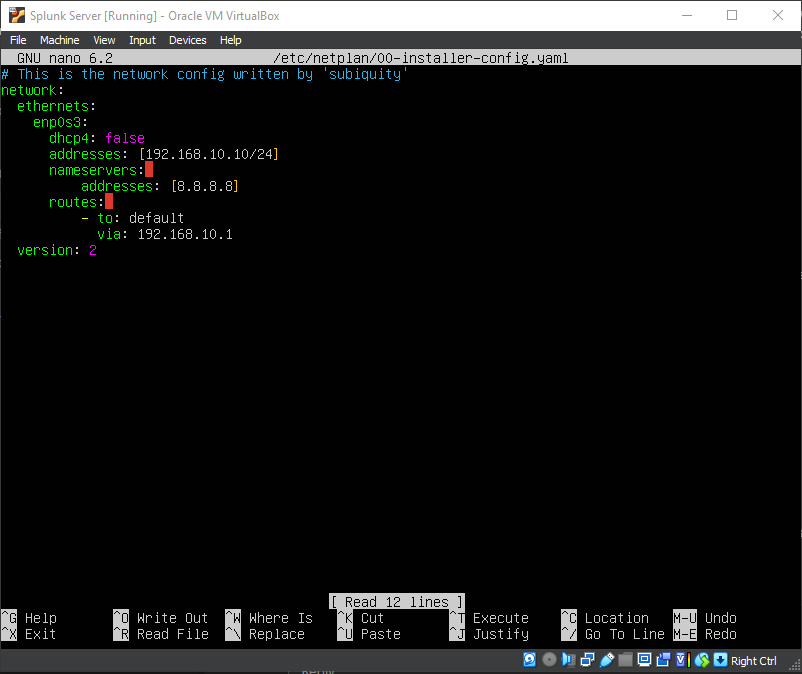 Splunk Server [Running] - Oracle VM VirtualBox
File Machine View Input Devices Help
GNU nano 6.2 /etc/netplan/00-installer-config.yaml
# This is the network config written by 'subiquity'
network:
  ethernets:
    enp0s3:
      dhcp4: false
      addresses: [192.168.10.10/24]
      nameservers:
          addresses: [8.8.8.8]
      routes:
          - to: default
            via: 192.168.10.1
  version: 2
[ Read 12 lines ]
^G Help ^O Write Out ^W Where Is ^K Cut ^T Execute ^C Location M-U Undo
^X Exit ^R Read File ^\ Replace ^U Paste ^J Justify ^/ Go To Line M-E Redo
Right Ctrl